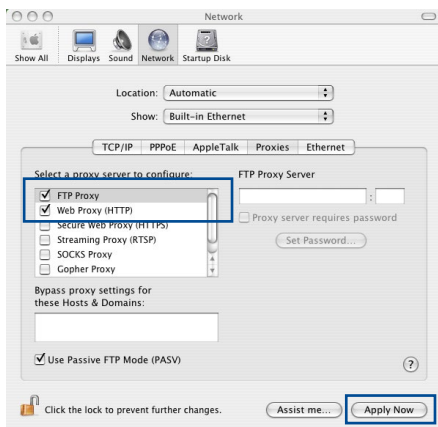 Network
Show All Displays Sound Network Startup Disk
Location: Automatic
Show: Built-in Ethernet
TCP/IP PPPoE AppleTalk Proxies Ethernet
Select a proxy server to configure: FTP Proxy Server
FTP Proxy
:
Web Proxy (HTTP)
Proxy server requires password
Secure Web Proxy (HTTPS)
Streaming Proxy (RTSP) Set Password...
SOCKS Proxy
Gopher Proxy
Bypass proxy settings for
these Hosts & Domains:
Use Passive FTP Mode (PASV) ?
Click the lock to prevent further changes. Assist me... Apply Now